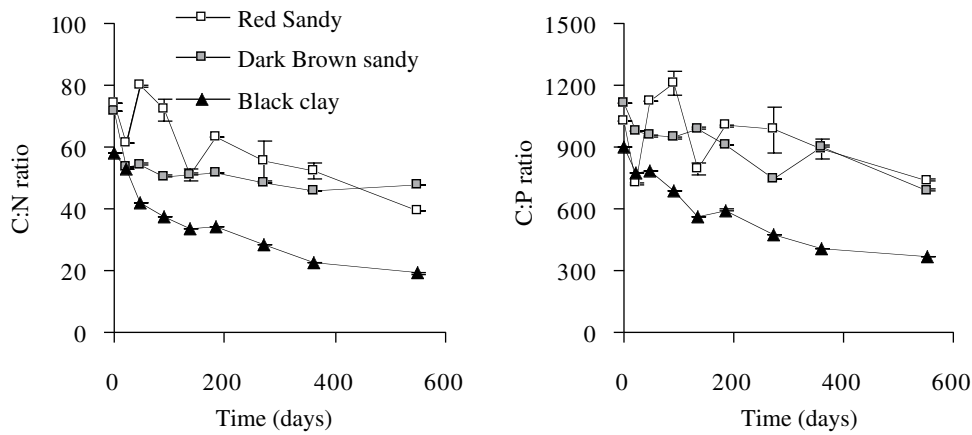 100
80
60
40
20
0
C:N ratio
0
200
400
600
Time (days)
Red Sandy
Dark Brown sandy
Black clay
1500
1200
900
600
300
0
C:P ratio
0
200
400
600
Time (days)